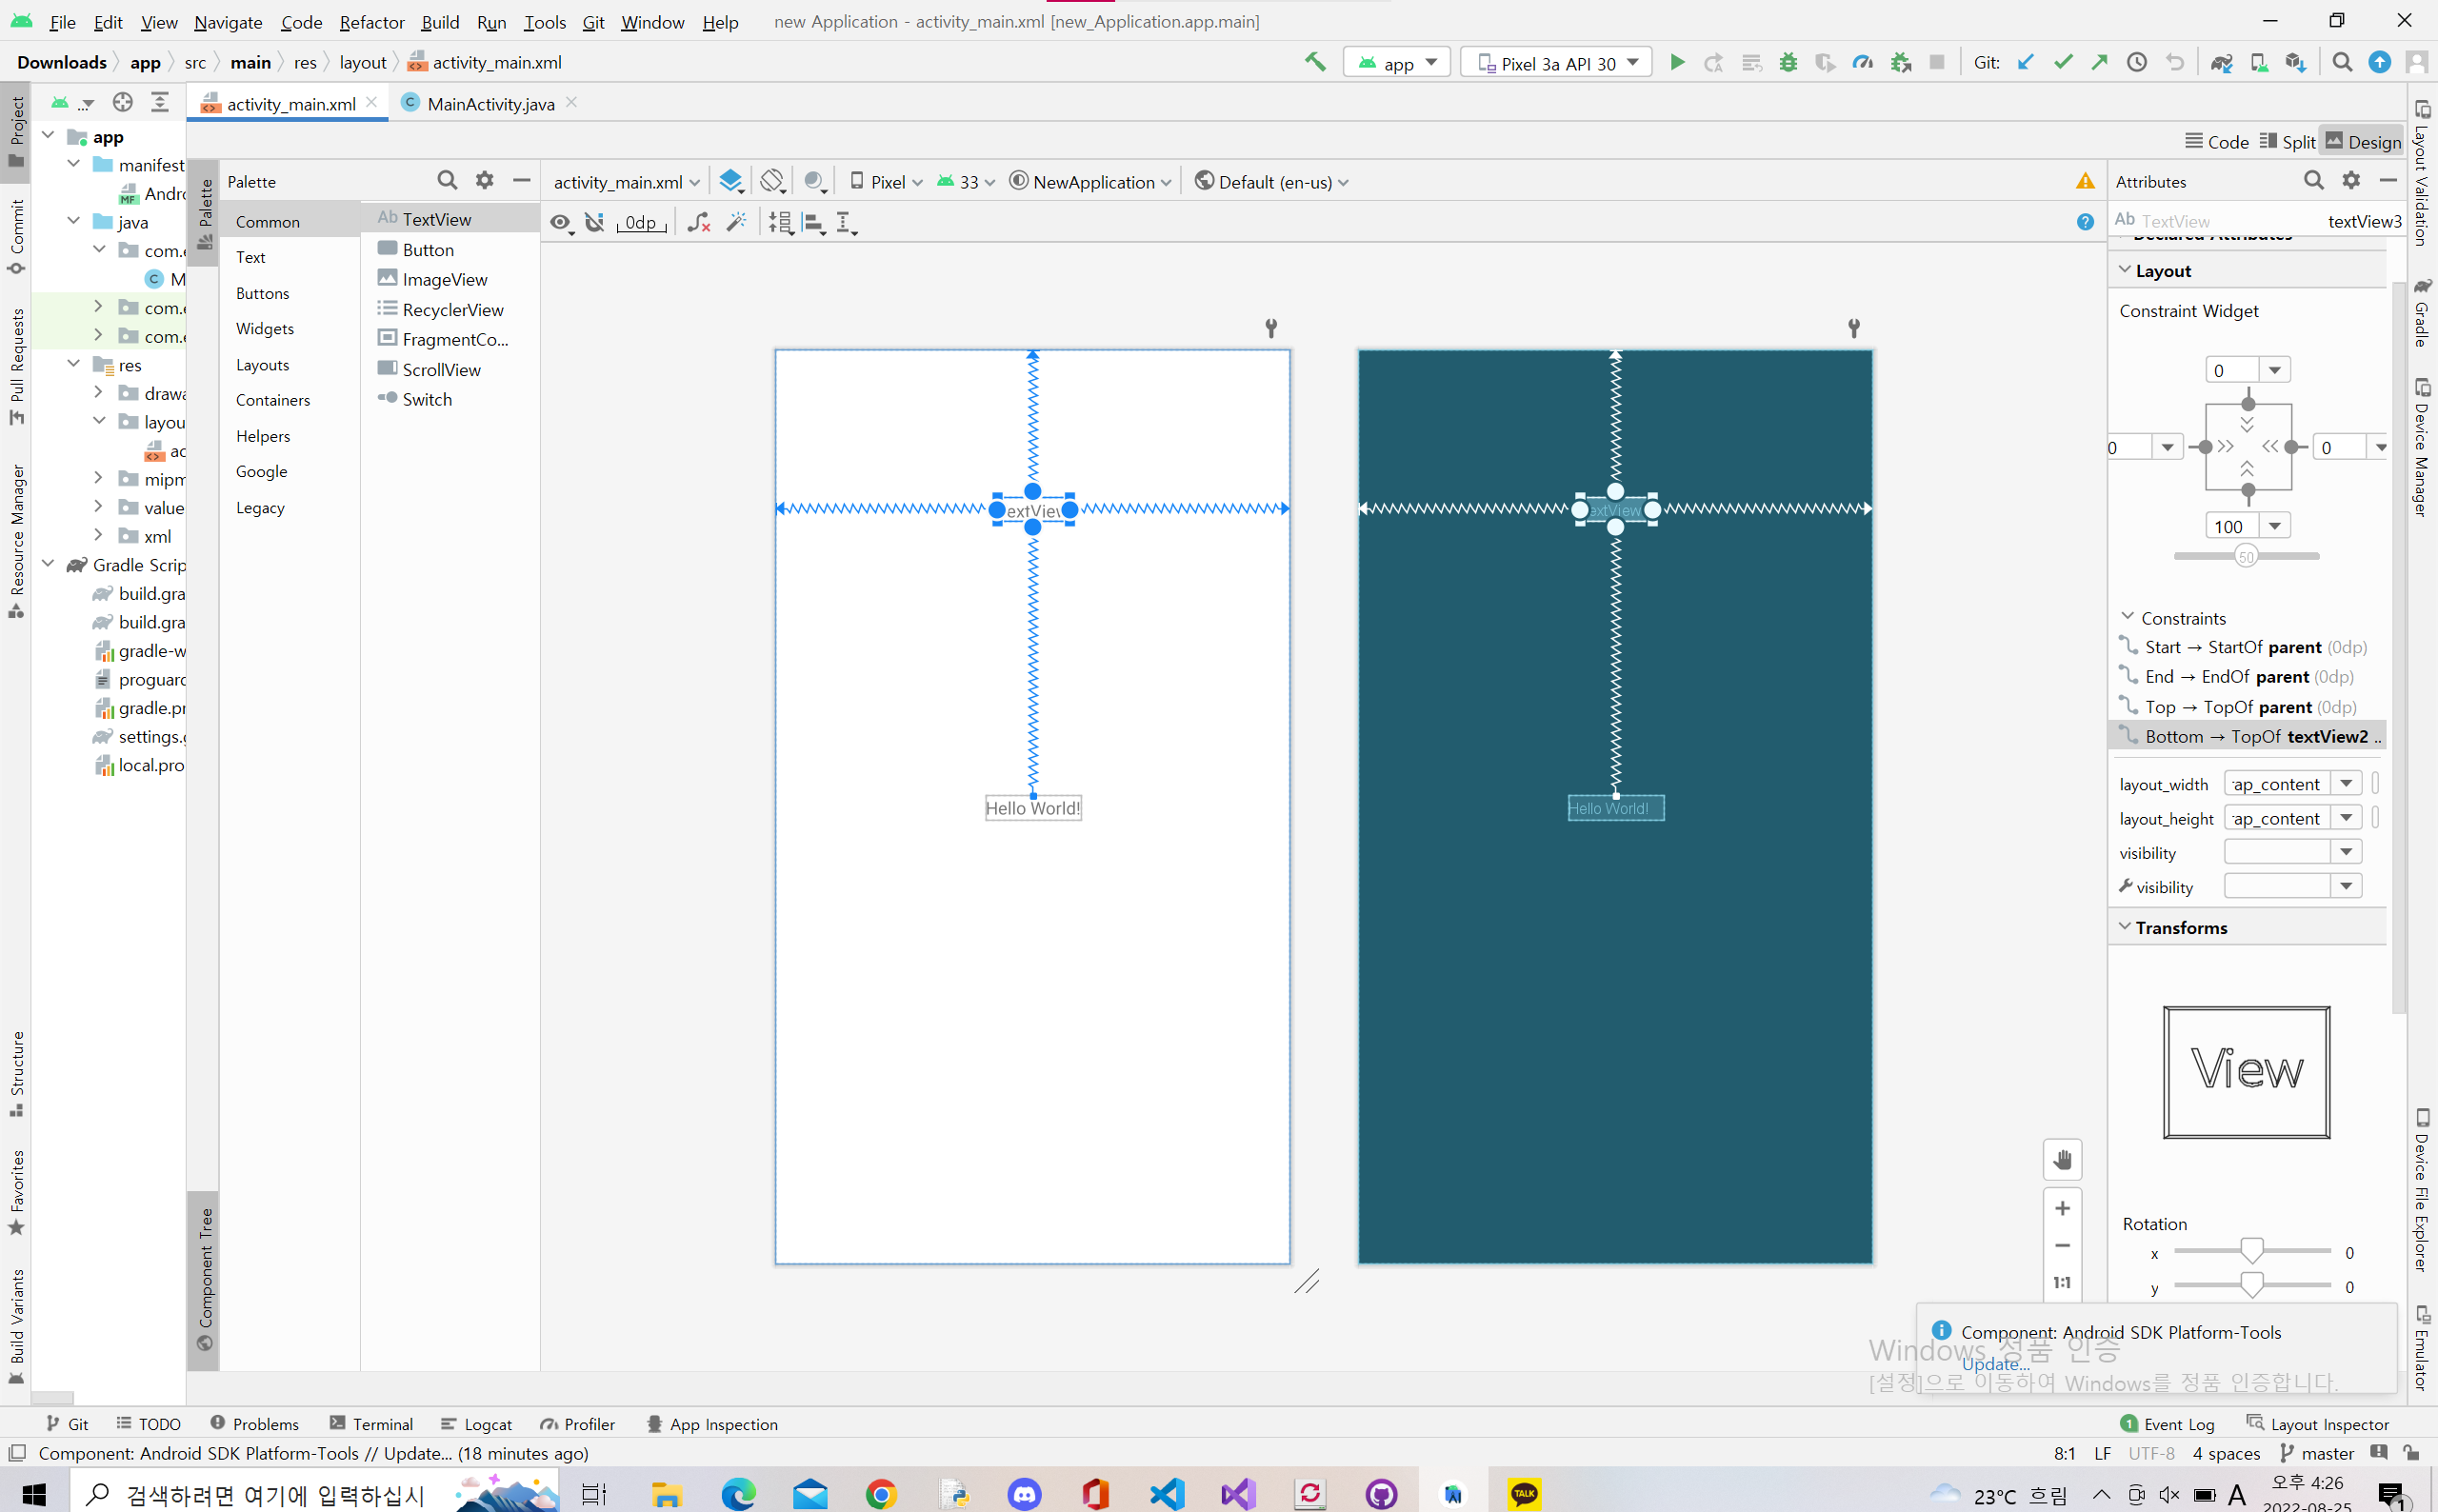 File Edit View Navigate Code Refactor Build Run Tools Git Window Help new Application - activity_main.xml [new_Application.app.main]
Downloads app src main res layout activity_main.xml
app Pixel 3a API 30 Git:
activity_main.xml MainActivity.java
Code Split Design
Project
Commit
Pull Requests
Resource Manager
Structure
Favorites
Build Variants
app
manifest
MF Andro
java
com.e
C M
com.e
com.e
res
drawa
layou
ac
mipm
value
xml
Gradle Scrip
build.gra
build.gra
gradle-w
proguard
gradle.pr
settings.g
local.pro
Palette
Component Tree
Palette
Common
Text
Buttons
Widgets
Layouts
Containers
Helpers
Google
Legacy
Ab TextView
Button
ImageView
RecyclerView
FragmentCo...
ScrollView
Switch
activity_main.xml Pixel 33 NewApplication Default (en-us)
0dp
extView
Hello World!
extView
Hello World!
1:1
Attributes
Ab TextView textView3
Declared Attributes
Layout
Constraint Widget
0
0
0
100
50
Constraints
Start → StartOf parent (0dp)
End → EndOf parent (0dp)
Top → TopOf parent (0dp)
Bottom → TopOf textView2 ..
layout_width ap_content
layout_height ap_content
visibility
visibility
Transforms
View
Rotation
x 0
y 0
Component: Android SDK Platform-Tools
Update...
Windows 정품 인증
[설정]으로 이동하여 Windows를 정품 인증합니다.
Layout Validation
Gradle
Device Manager
Device File Explorer
Emulator
Git TODO Problems Terminal Logcat Profiler App Inspection
1 Event Log Layout Inspector
Component: Android SDK Platform-Tools // Update... (18 minutes ago)
8:1 LF UTF-8 4 spaces master
검색하려면 여기에 입력하십시
TALK
23°C 흐림 A 오후 4:26
2022-08-25
1